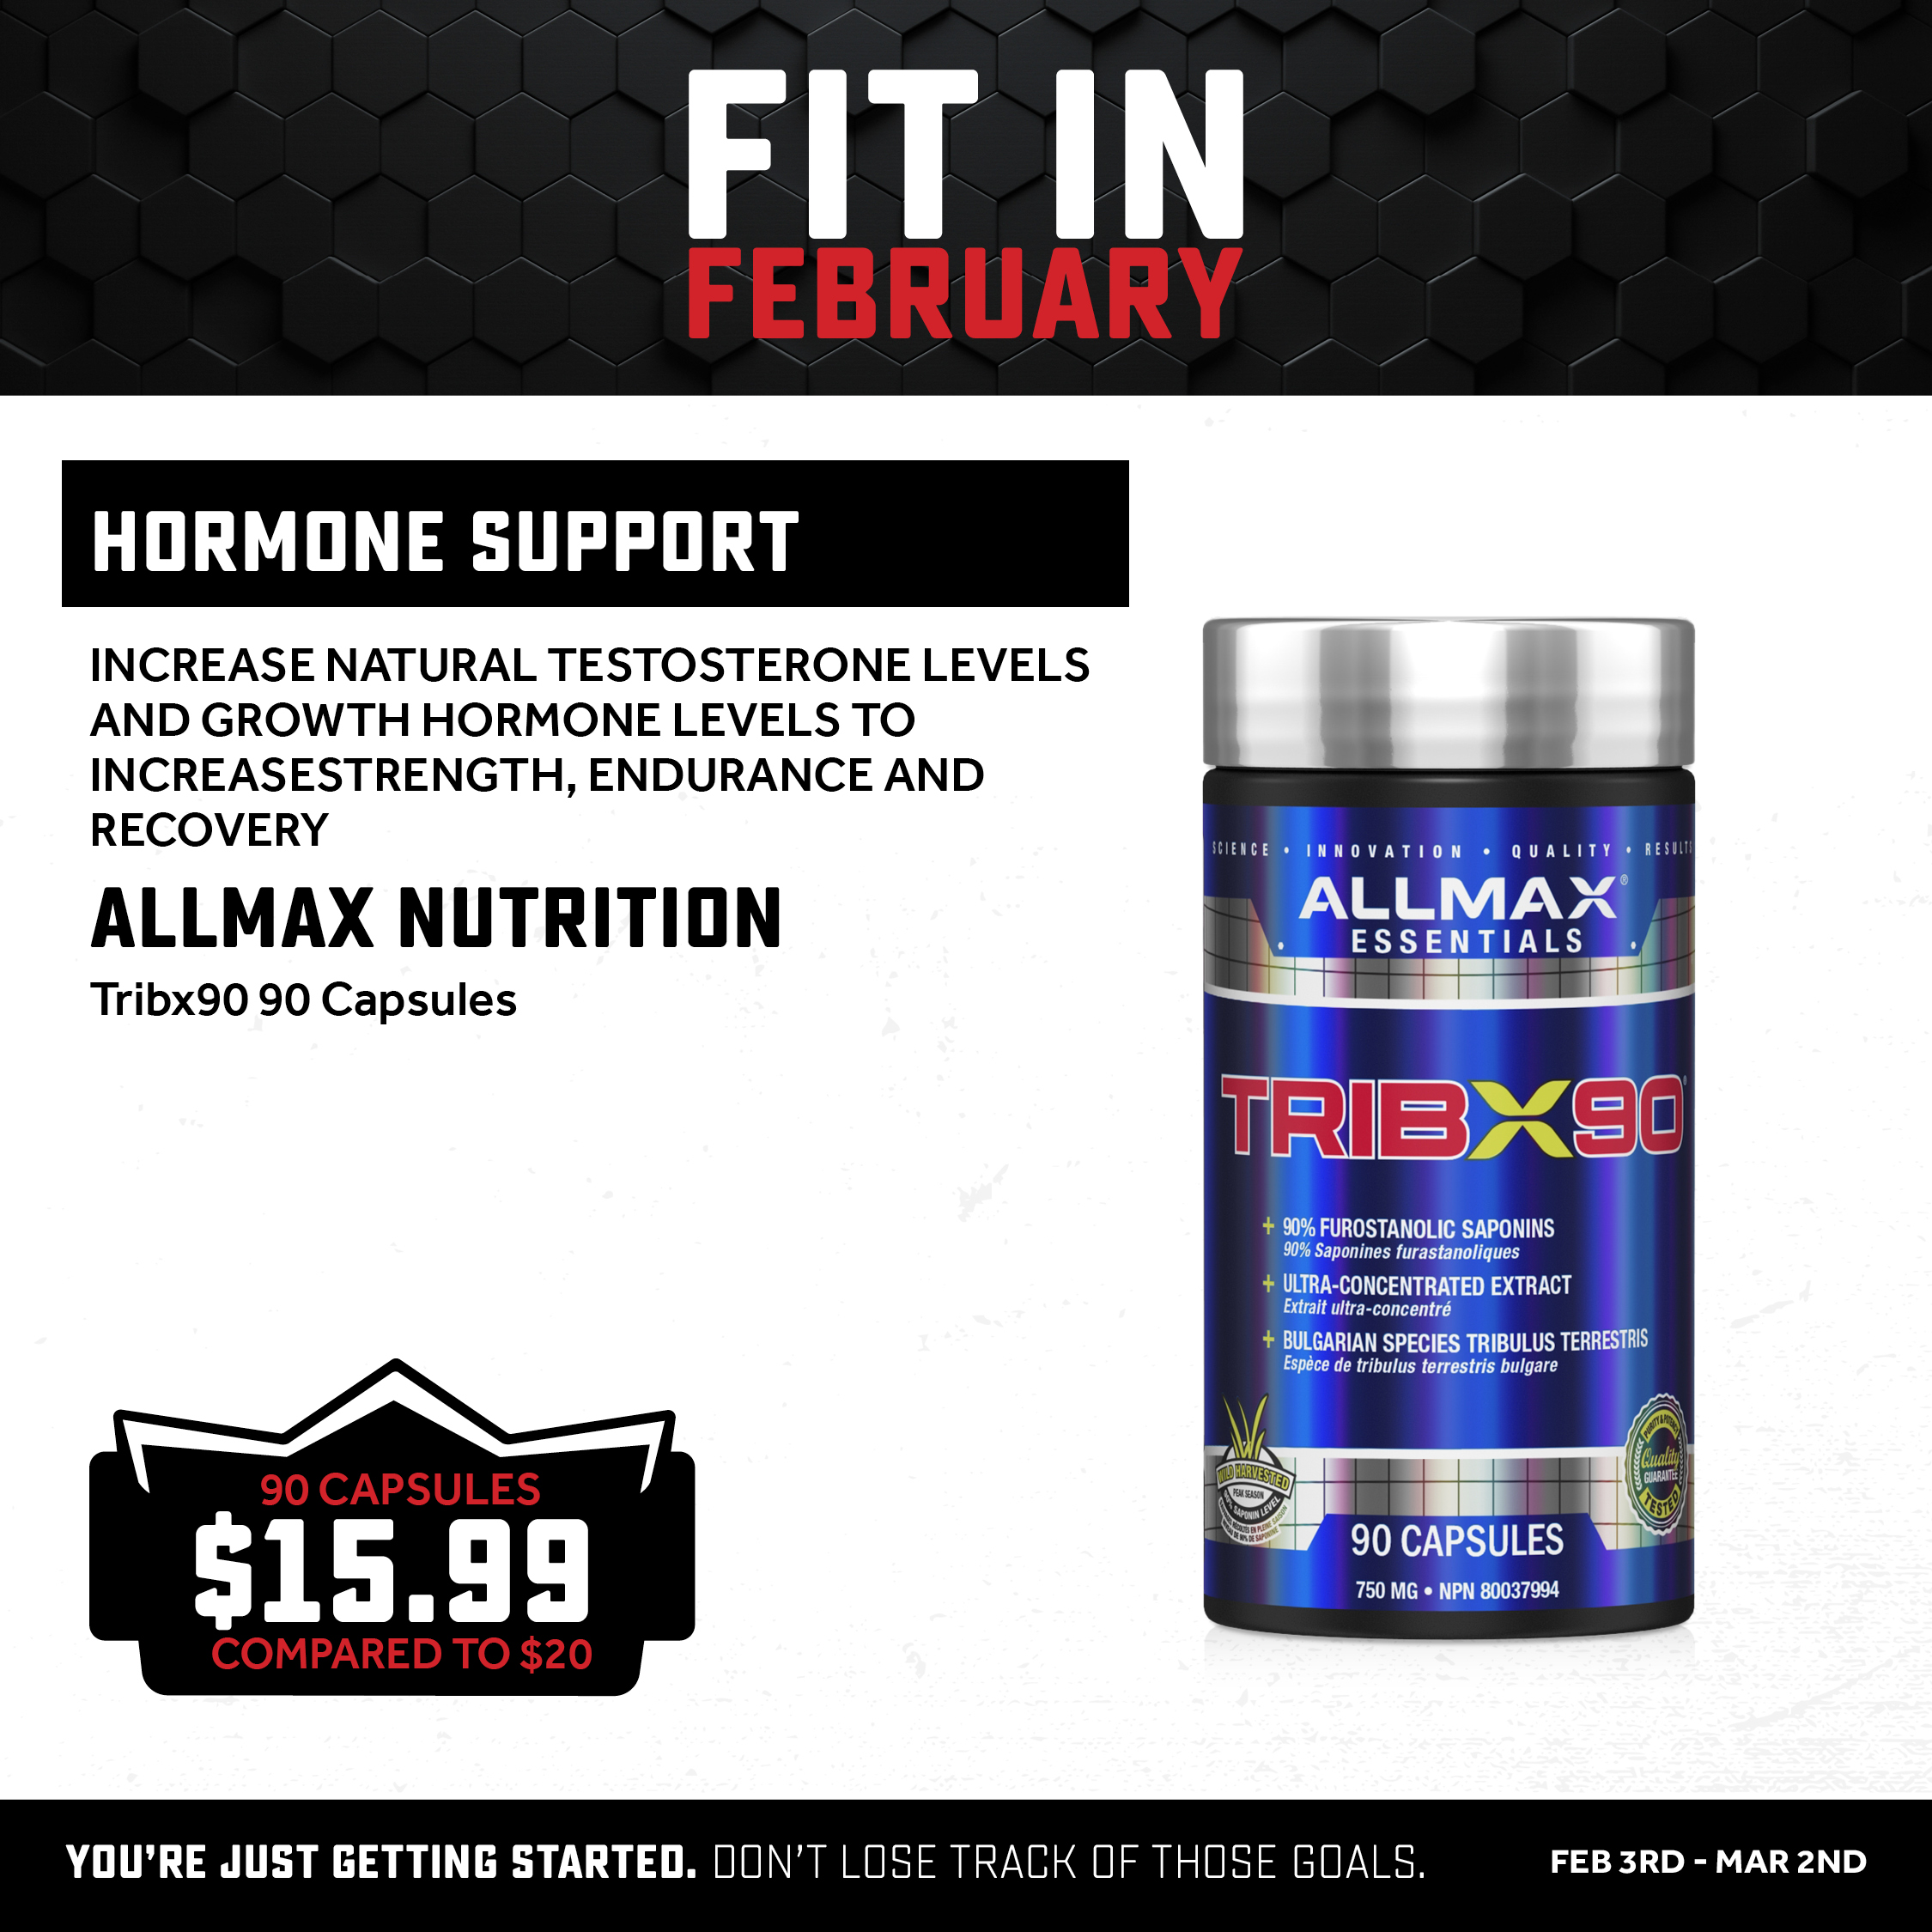 FIT IN
FEBRUARY
HORMONE SUPPORT
INCREASE NATURAL TESTOSTERONE LEVELS
AND GROWTH HORMONE LEVELS TO
INCREASESTRENGTH, ENDURANCE AND
RECOVERY
ALLMAX NUTRITION
Tribx90 90 Capsules
SCIENCE • INNOVATION • QUALITY • RESULTS
ALLMAX®
ESSENTIALS
TRIBX90®
+ 90% FUROSTANOLIC SAPONINS
90% Saponines furastanoliques
+ ULTRA-CONCENTRATED EXTRACT
Extrait ultra-concentré
+ BULGARIAN SPECIES TRIBULUS TERRESTRIS
Espèce de tribulus terrestris bulgare
WILD HARVESTED
PEAK SEASON
SAPONIN LEVEL
PURITY & POTENCY
Quality
GUARANTEE
TESTED
90 CAPSULES
750 MG • NPN 80037994
90 CAPSULES
$15.99
COMPARED TO $20
YOU'RE JUST GETTING STARTED. DON'T LOSE TRACK OF THOSE GOALS.
FEB 3RD - MAR 2ND